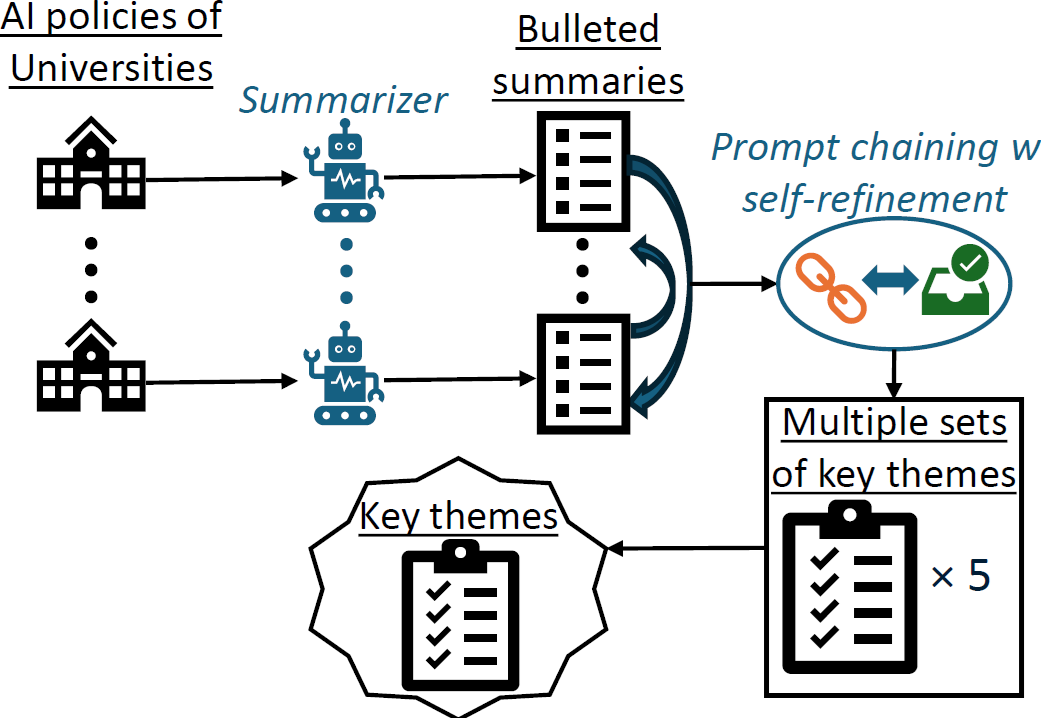 AI policies of
Universities
Summarizer
Bulleted
summaries
Prompt chaining w
self-refinement
Multiple sets
of key themes
× 5
Key themes